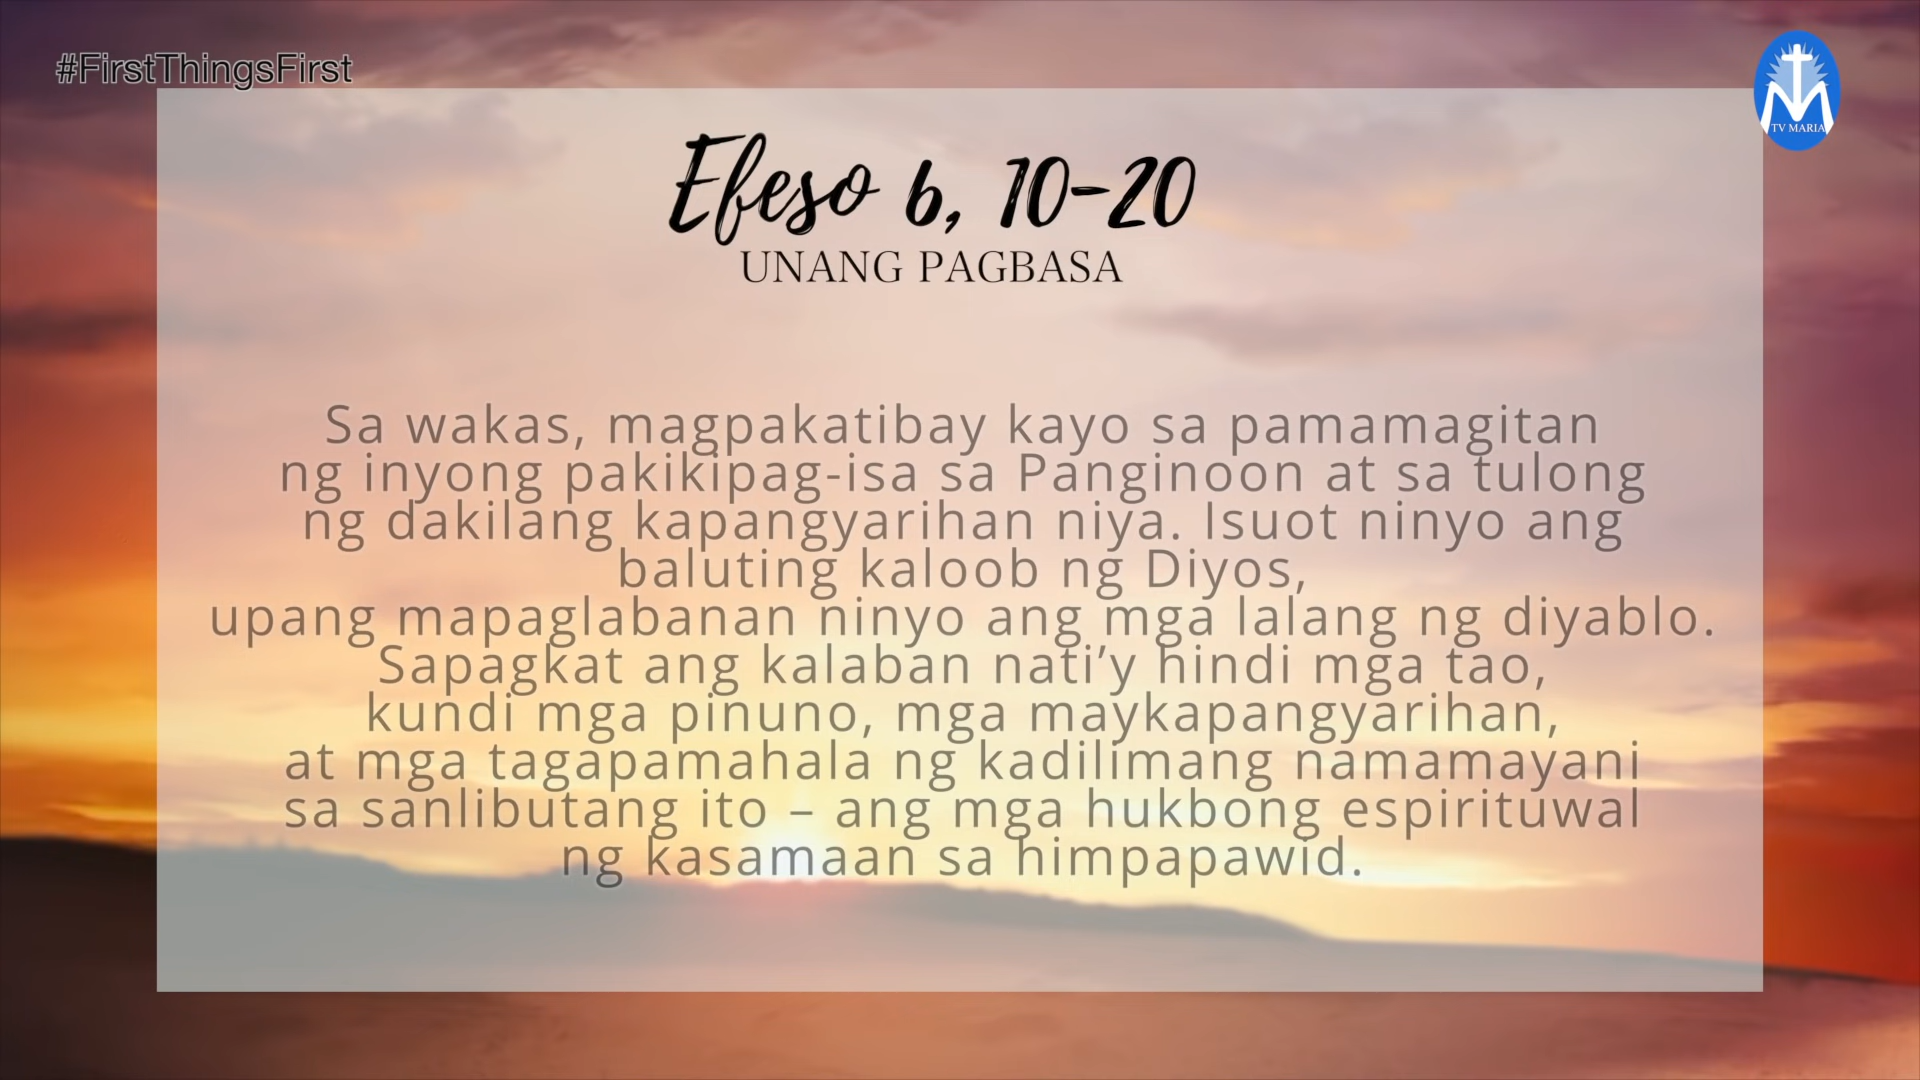 #FirstThingsFirst
TV MARIA
Efeso 6, 10-20
UNANG PAGBASA
Sa wakas, magpakatibay kayo sa pamamagitan
ng inyong pakikipag-isa sa Panginoon at sa tulong
ng dakilang kapangyarihan niya. Isuot ninyo ang
baluting kaloob ng Diyos,
upang mapaglabanan ninyo ang mga lalang ng diyablo.
Sapagkat ang kalaban nati’y hindi mga tao,
kundi mga pinuno, mga maykapangyarihan,
at mga tagapamahala ng kadilimang namamayani
sa sanlibutang ito – ang mga hukbong espirituwal
ng kasamaan sa himpapawid.